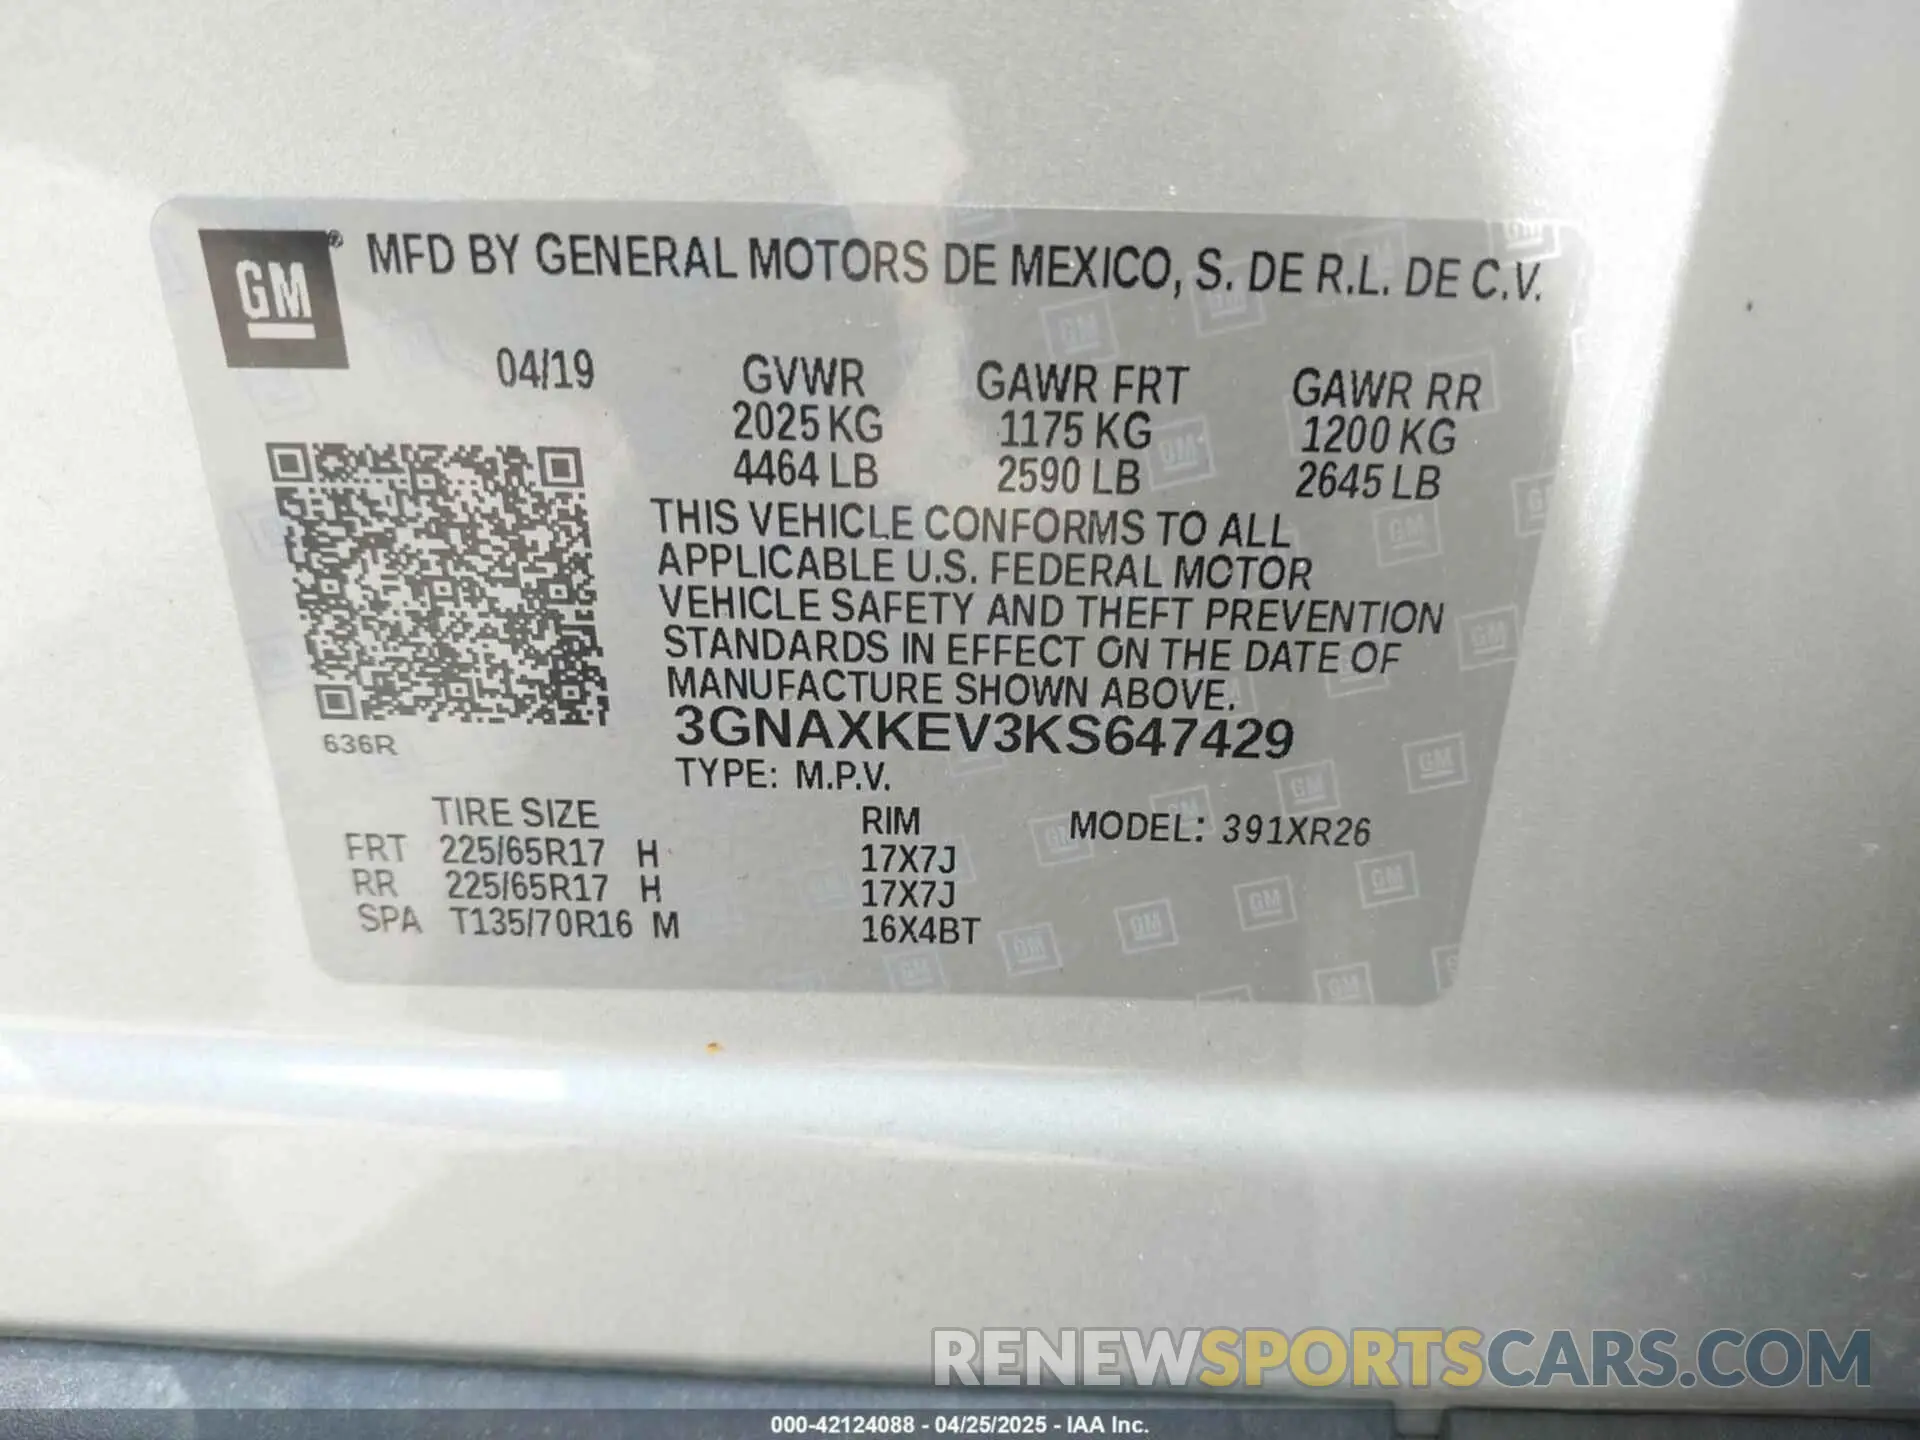 GM® MFD BY GENERAL MOTORS DE MEXICO, S. DE R.L. DE C.V.
04/19 GVWR GAWR FRT GAWR RR
2025 KG 1175 KG 1200 KG
4464 LB 2590 LB 2645 LB
THIS VEHICLE CONFORMS TO ALL
APPLICABLE U.S. FEDERAL MOTOR
VEHICLE SAFETY AND THEFT PREVENTION
STANDARDS IN EFFECT ON THE DATE OF
MANUFACTURE SHOWN ABOVE.
636R 3GNAXKEV3KS647429
TYPE: M.P.V.
TIRE SIZE RIM MODEL: 391XR26
FRT 225/65R17 H 17X7J
RR 225/65R17 H 17X7J
SPA T135/70R16 M 16X4BT
RENEWSPORTSCARS.COM
000-42124088 - 04/25/2025 - IAA Inc.